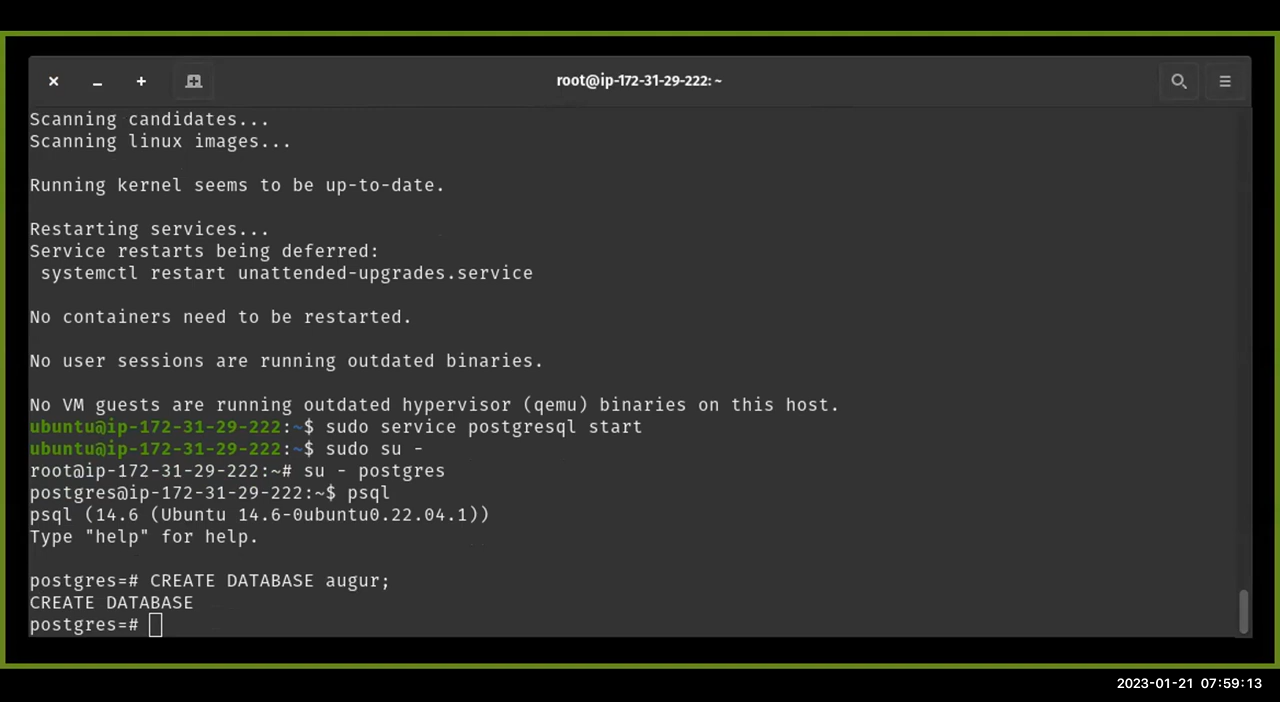 root@ip-172-31-29-222: ~
Scanning candidates...
Scanning linux images...
Running kernel seems to be up-to-date.
Restarting services...
Service restarts being deferred:
 systemctl restart unattended-upgrades.service
No containers need to be restarted.
No user sessions are running outdated binaries.
No VM guests are running outdated hypervisor (qemu) binaries on this host.
ubuntu@ip-172-31-29-222:~$ sudo service postgresql start
ubuntu@ip-172-31-29-222:~$ sudo su -
root@ip-172-31-29-222:~# su - postgres
postgres@ip-172-31-29-222:~$ psql
psql (14.6 (Ubuntu 14.6-0ubuntu0.22.04.1))
Type "help" for help.
postgres=# CREATE DATABASE augur;
CREATE DATABASE
postgres=#
2023-01-21 07:59:13